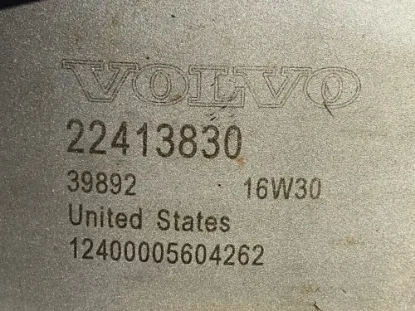 VOLVO
22413830
39892 16W30
United States
12400005604262